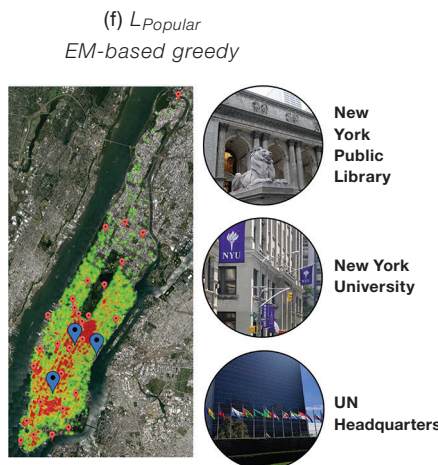 (f) L_Popular
EM-based greedy
New
York
Public
Library
NYU
New York
University
UN
Headquarters